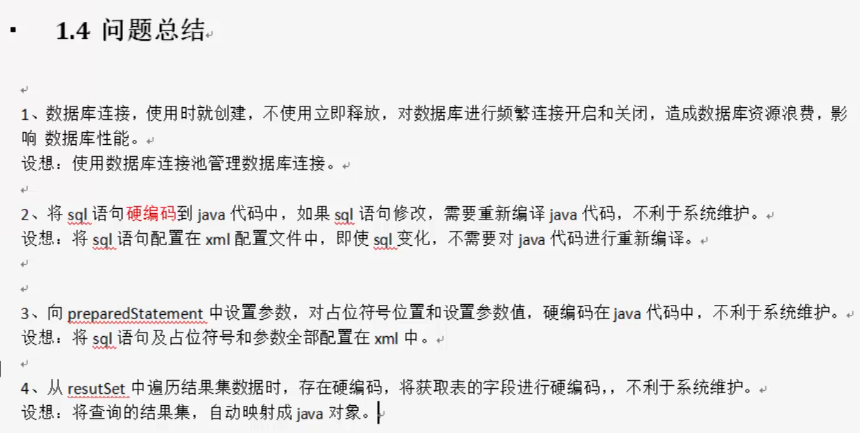 ▪ 1.4 问题总结
1、数据库连接，使用时就创建，不使用立即释放，对数据库进行频繁连接开启和关闭，造成数据库资源浪费，影
响 数据库性能。
设想：使用数据库连接池管理数据库连接。
2、将 sql 语句硬编码到 java 代码中，如果 sql 语句修改，需要重新编译 java 代码，不利于系统维护。
设想：将 sql 语句配置在 xml 配置文件中，即使 sql 变化，不需要对 java 代码进行重新编译。
3、向 preparedStatement 中设置参数，对占位符号位置和设置参数值，硬编码在 java 代码中，不利于系统维护。
设想：将 sql 语句及占位符号和参数全部配置在 xml 中。
4、从 resutSet 中遍历结果集数据时，存在硬编码，将获取表的字段进行硬编码，，不利于系统维护。
设想：将查询的结果集，自动映射成 java 对象。